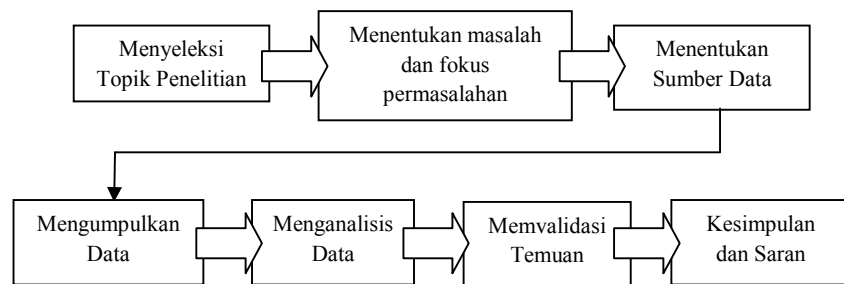 Menyeleksi
Topik Penelitian
Menentukan masalah
dan fokus
permasalahan
Menentukan
Sumber Data
Mengumpulkan
Data
Menganalisis
Data
Memvalidasi
Temuan
Kesimpulan
dan Saran